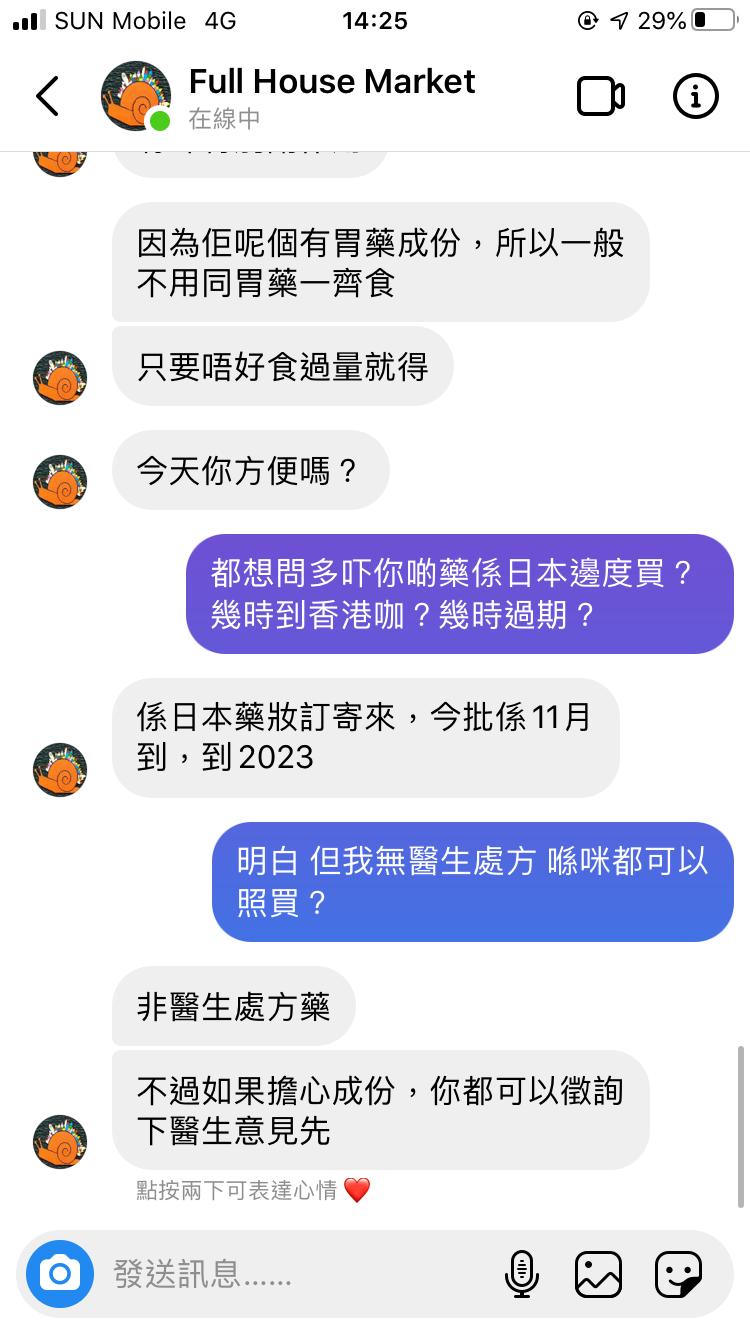 SUN Mobile 4G 14:25 29%
Full House Market
在線中
因為佢呢個有胃藥成份，所以一般
不用同胃藥一齊食
只要唔好食過量就得
今天你方便嗎？
都想問多吓你啲藥係日本邊度買？
幾時到香港咖？幾時過期？
係日本藥妝訂寄來，今批係11月
到，到2023
明白 但我無醫生處方 喺咪都可以
照買？
非醫生處方藥
不過如果擔心成份，你都可以徵詢
下醫生意見先
點按兩下可表達心情 ❤️
發送訊息......